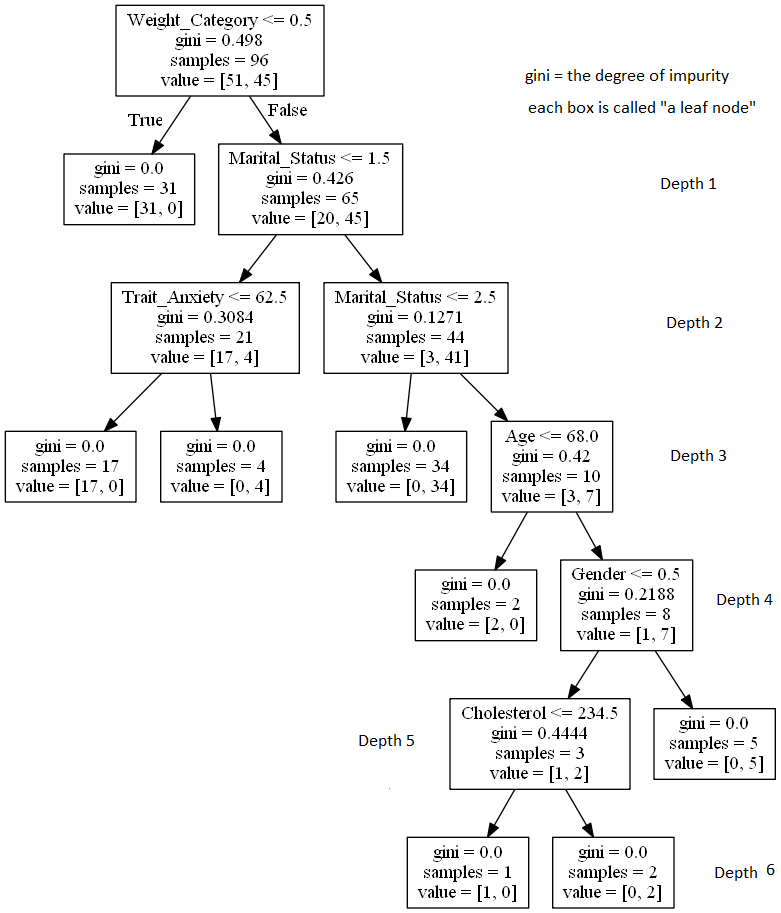 Weight_Category <= 0.5
gini = 0.498
samples = 96
value = [51, 45]
gini = the degree of impurity
each box is called "a leaf node"
True
False
gini = 0.0
samples = 31
value = [31, 0]
Marital_Status <= 1.5
gini = 0.426
samples = 65
value = [20, 45]
Depth 1
Trait_Anxiety <= 62.5
gini = 0.3084
samples = 21
value = [17, 4]
Marital_Status <= 2.5
gini = 0.1271
samples = 44
value = [3, 41]
Depth 2
gini = 0.0
samples = 17
value = [17, 0]
gini = 0.0
samples = 4
value = [0, 4]
gini = 0.0
samples = 34
value = [0, 34]
Age <= 68.0
gini = 0.42
samples = 10
value = [3, 7]
Depth 3
gini = 0.0
samples = 2
value = [2, 0]
Gender <= 0.5
gini = 0.2188
samples = 8
value = [1, 7]
Depth 4
Depth 5
Cholesterol <= 234.5
gini = 0.4444
samples = 3
value = [1, 2]
gini = 0.0
samples = 5
value = [0, 5]
gini = 0.0
samples = 1
value = [1, 0]
gini = 0.0
samples = 2
value = [0, 2]
Depth 6